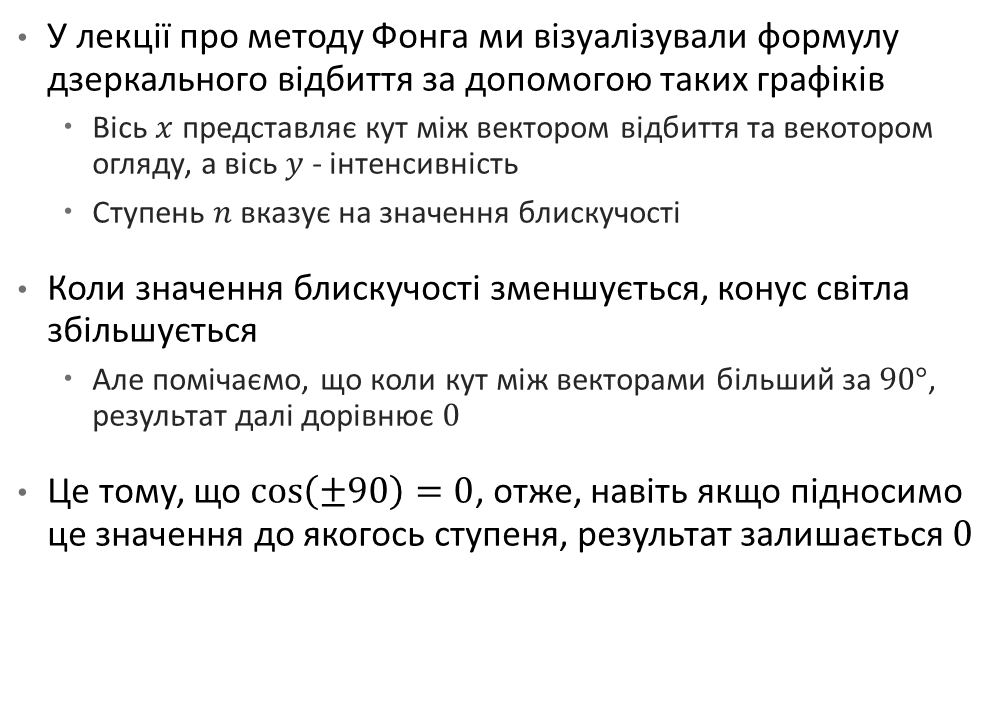 • У лекції про методу Фонга ми візуалізували формулу
дзеркального відбиття за допомогою таких графіків
• Вісь x представляє кут між вектором відбиття та векотором
огляду, а вісь y - інтенсивність
• Ступень n вказує на значення блискучості
• Коли значення блискучості зменшується, конус світла
збільшується
• Але помічаємо, що коли кут між векторами більший за 90°,
результат далі дорівнює 0
• Це тому, що cos(±90) = 0, отже, навіть якщо підносимо
це значення до якогось ступеня, результат залишається 0